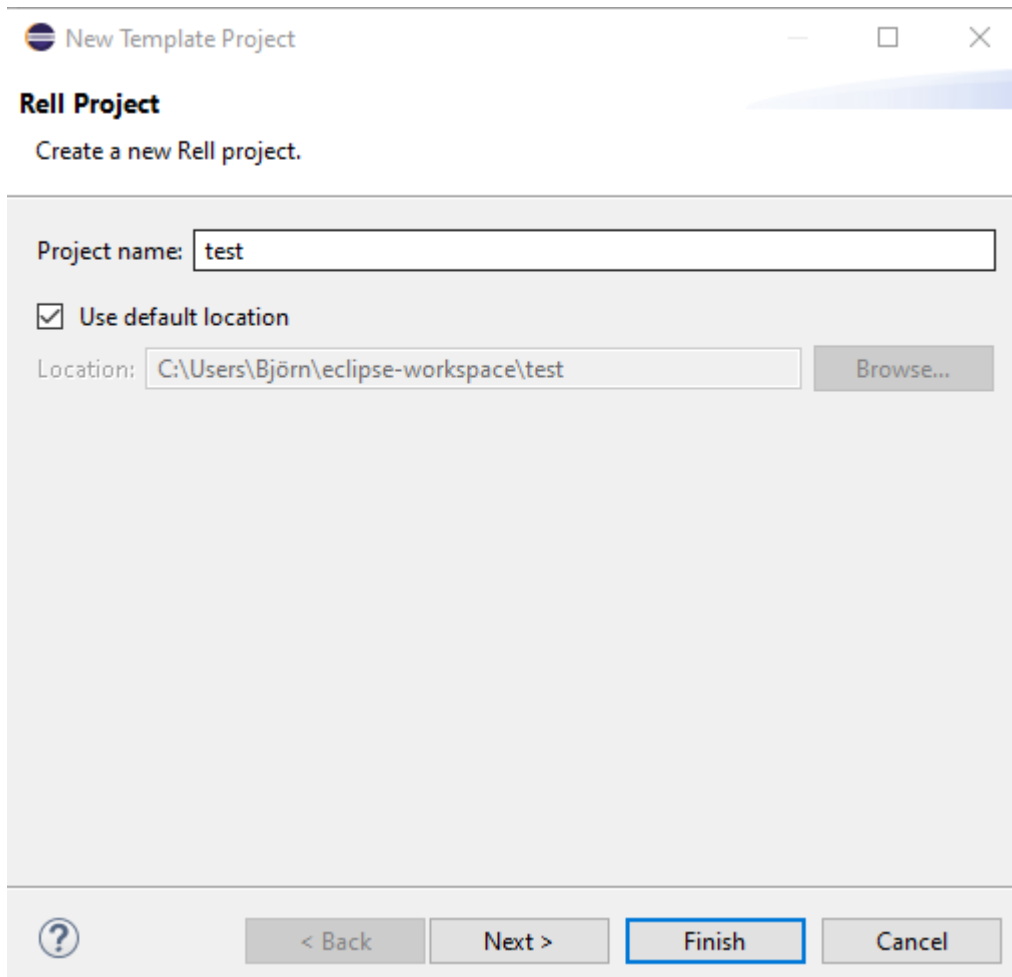 New Template Project
Rell Project
Create a new Rell project.
Project name: test
Use default location
Location: C:\Users\Björn\eclipse-workspace\test Browse...
? < Back Next > Finish Cancel